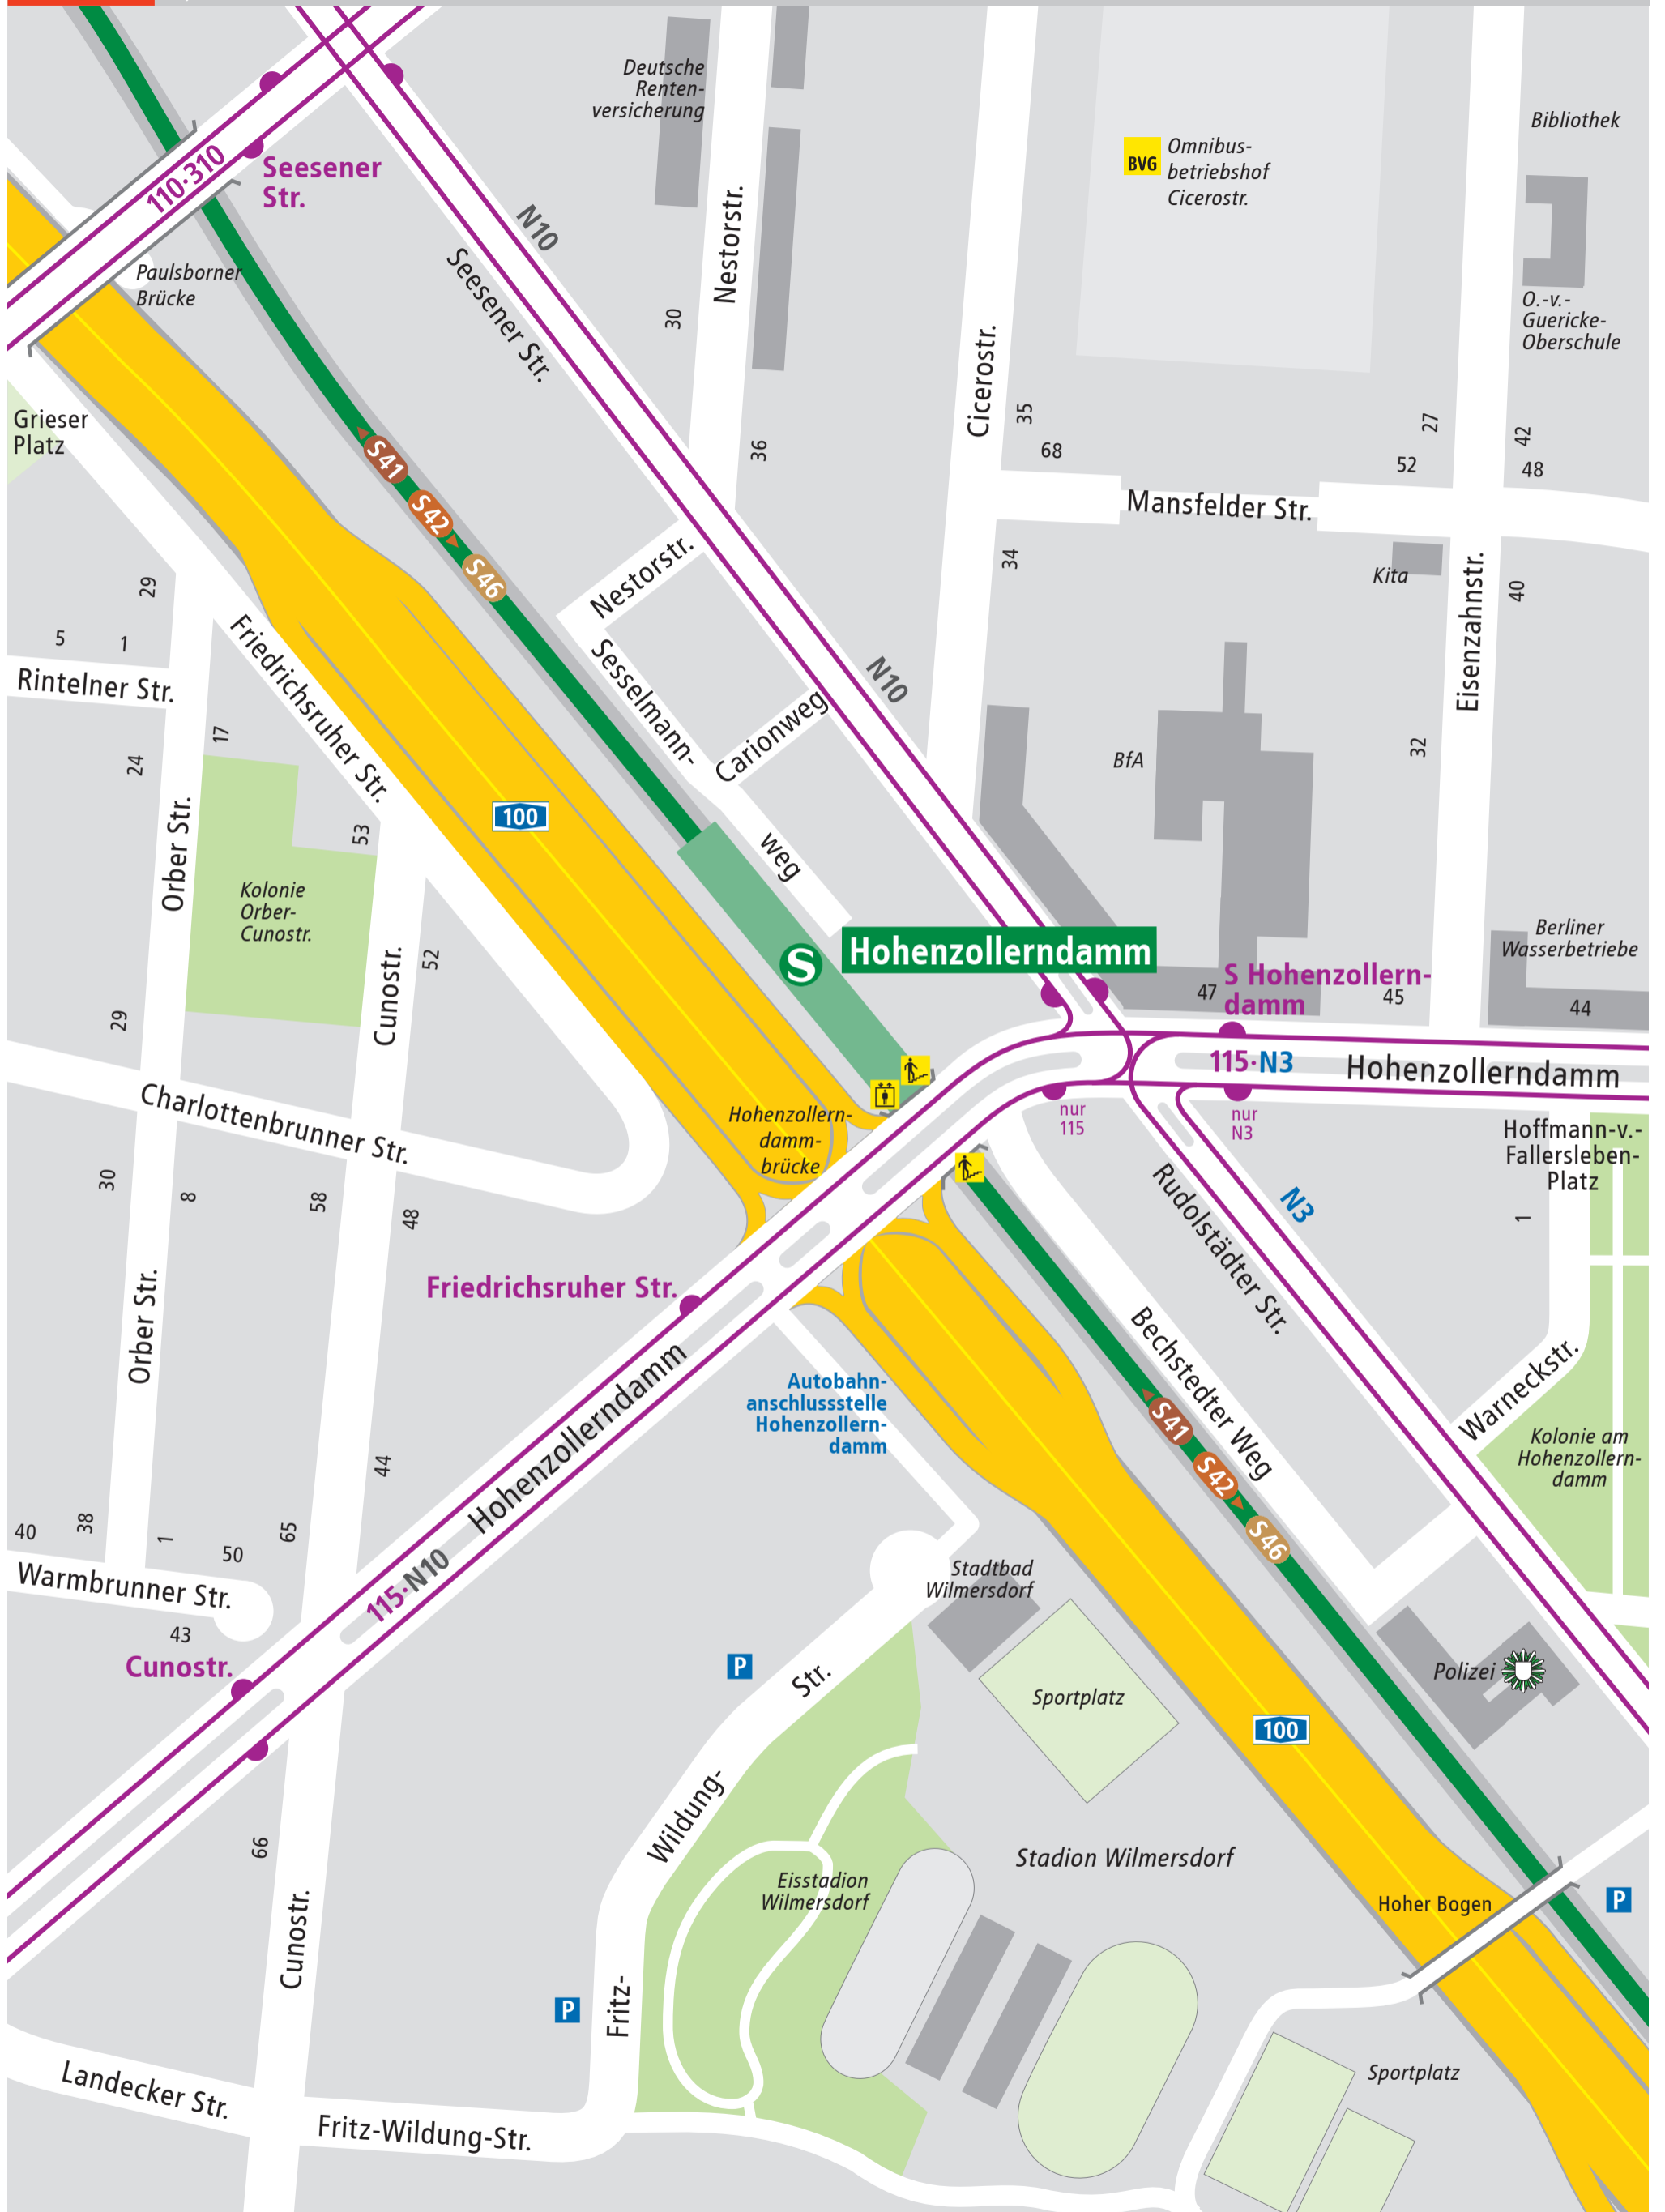 Deutsche
Renten-
versicherung
Bibliothek
BVG
Omnibus-
betriebshof
Cicerostr.
110·310
Seesener
Str.
N10
Nestorstr.
Paulsborner
Brücke
Seesener Str.
30
O.-v.-
Guericke-
Oberschule
Cicerostr.
35
27
42
Grieser
Platz
36
68
52
48
S41
S42
S46
Mansfelder Str.
34
Kita
40
Nestorstr.
29
5
1
Eisenzahnstr.
Rintelner Str.
Friedrichsruher Str.
Sesselmann-
weg
Carionweg
N10
17
24
32
BfA
100
53
Orber Str.
Kolonie
Orber-
Cunostr.
52
Cunostr.
S
Hohenzollerndamm
Berliner
Wasserbetriebe
S Hohenzollern-
damm
47
45
44
29
115·N3
Hohenzollerndamm
Charlottenbrunner Str.
Hohenzollern-
damm-
brücke
nur
115
nur
N3
Hoffmann-v.-
Fallersleben-
Platz
30
8
58
48
Rudolstädter Str.
N3
1
Friedrichsruher Str.
Orber Str.
Bechstedter Weg
Warneckstr.
Autobahn-
anschlussstelle
Hohenzollern-
damm
Hohenzollerndamm
S41
S42
S46
Kolonie am
Hohenzollern-
damm
44
40
38
1
50
65
115·N10
Warmbrunner Str.
Stadtbad
Wilmersdorf
43
Cunostr.
P
Str.
Sportplatz
Polizei
100
Wildung-
66
Stadion Wilmersdorf
Eisstadion
Wilmersdorf
Hoher Bogen
P
Cunostr.
P
Fritz-
Landecker Str.
Sportplatz
Fritz-Wildung-Str.